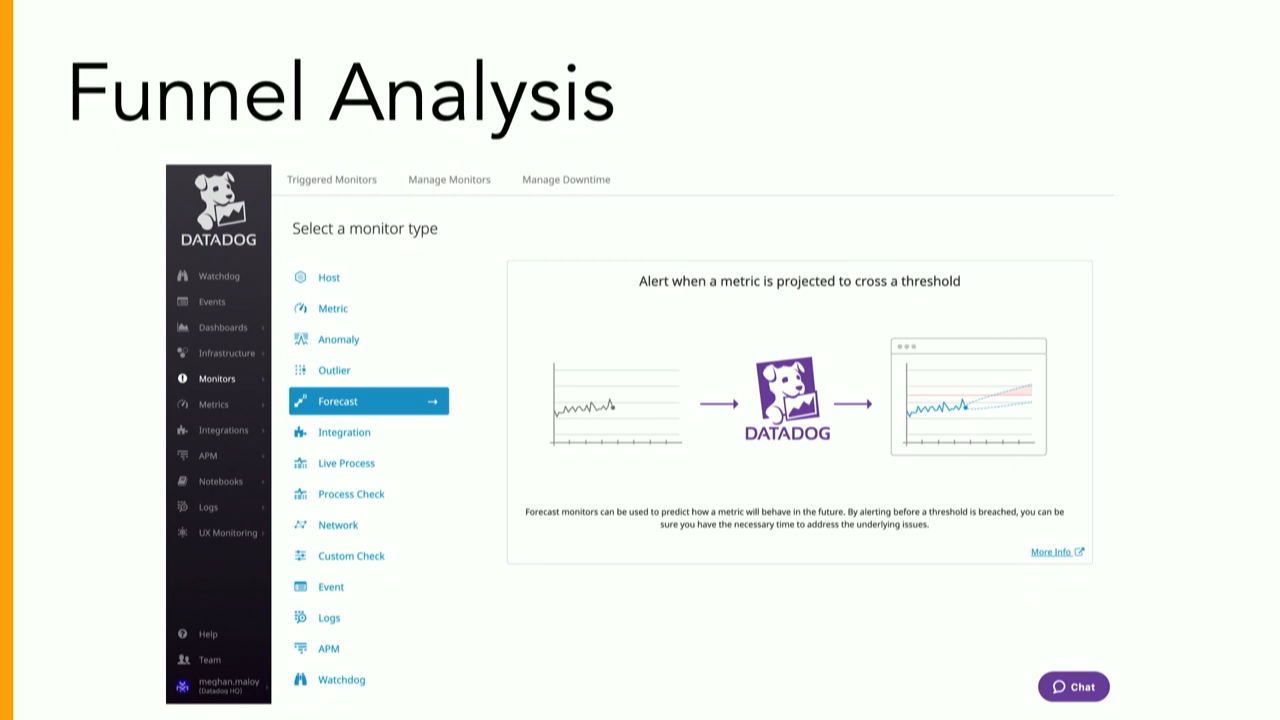 Funnel Analysis
DATADOG
Watchdog
Events
Dashboards
Infrastructure
Monitors
Metrics
Integrations
APM
Notebooks
Logs
UX Monitoring
Help
Team
meghan.maloy
(Datadog HQ)
Triggered Monitors Manage Monitors Manage Downtime
Select a monitor type
Host
Metric
Anomaly
Outlier
Forecast
Integration
Live Process
Process Check
Network
Custom Check
Event
Logs
APM
Watchdog
Alert when a metric is projected to cross a threshold
DATADOG
Forecast monitors can be used to predict how a metric will behave in the future. By alerting before a threshold is breached, you can be
sure you have the necessary time to address the underlying issues.
More Info
Chat